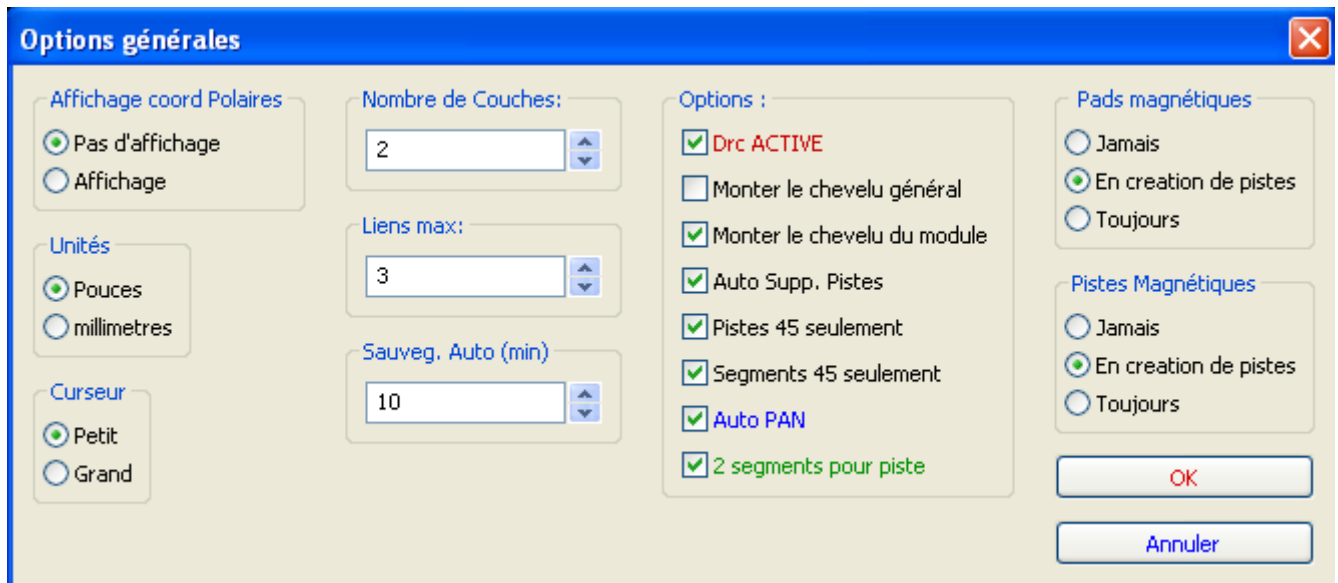 Options générales
Affichage coord Polaires
Pas d'affichage
Affichage
Unités
Pouces
millimetres
Curseur
Petit
Grand
Nombre de Couches:
2
Liens max:
3
Sauveg. Auto (min)
10
Options :
Drc ACTIVE
Monter le chevelu général
Monter le chevelu du module
Auto Supp. Pistes
Pistes 45 seulement
Segments 45 seulement
Auto PAN
2 segments pour piste
Pads magnétiques
Jamais
En creation de pistes
Toujours
Pistes Magnétiques
Jamais
En creation de pistes
Toujours
OK
Annuler